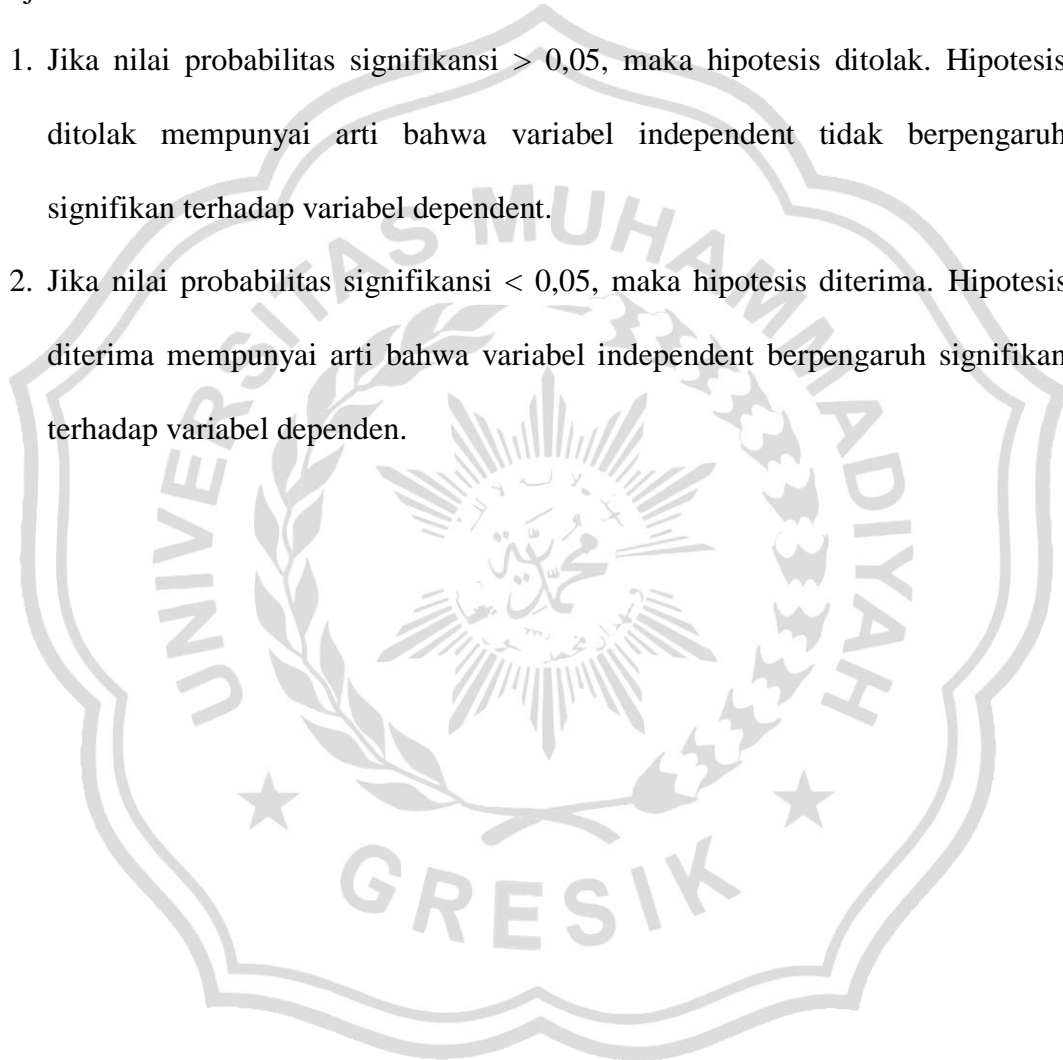 1. Jika nilai probabilitas signifikansi > 0,05, maka hipotesis ditolak. Hipotesis
ditolak mempunyai arti bahwa variabel independent tidak berpengaruh
signifikan terhadap variabel dependent.
2. Jika nilai probabilitas signifikansi < 0,05, maka hipotesis diterima. Hipotesis
diterima mempunyai arti bahwa variabel independent berpengaruh signifikan
terhadap variabel dependen.
UNIVERSITAS MUHAMMADIYAH
محمدية
GRESIK